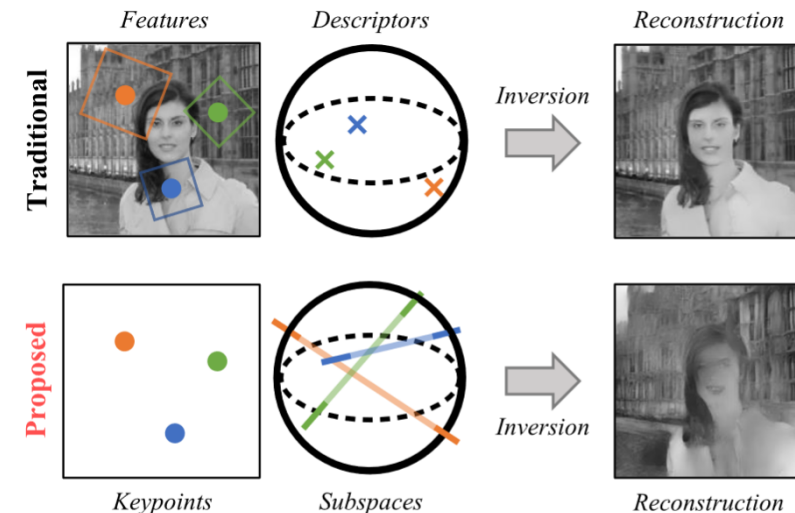 Features
Descriptors
Reconstruction
Traditional
Inversion
Proposed
Inversion
Keypoints
Subspaces
Reconstruction